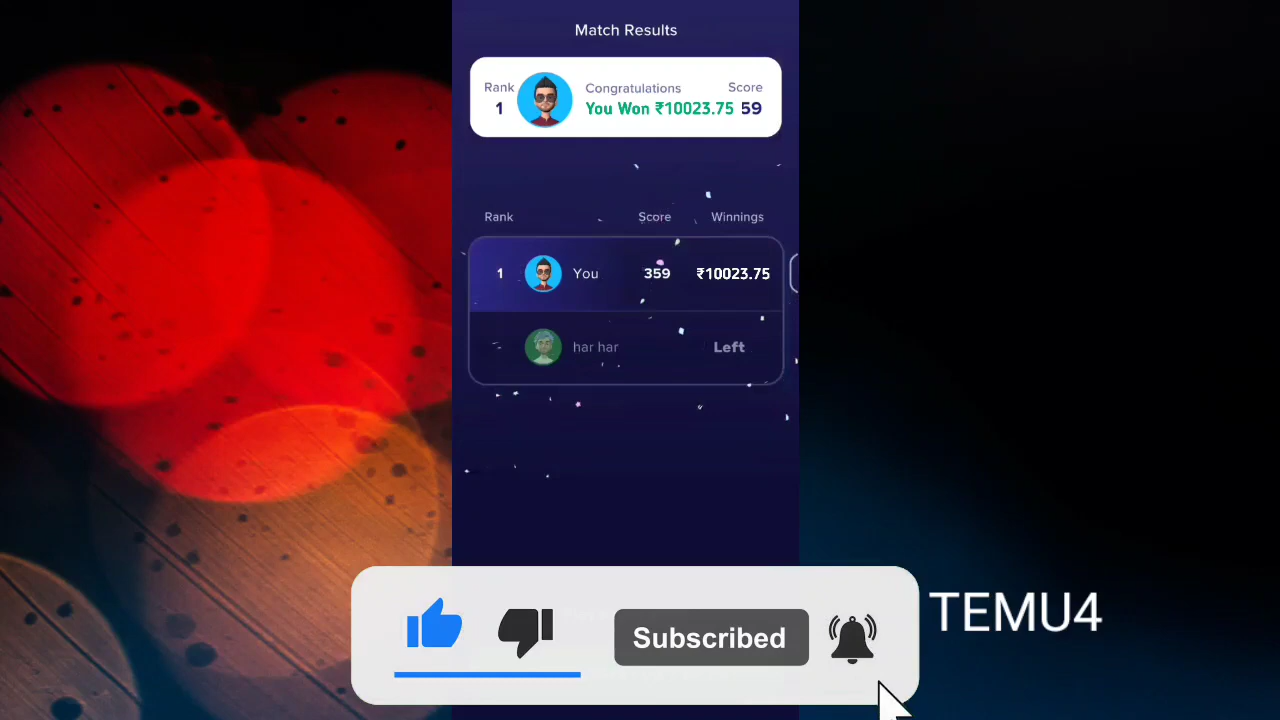 Match Results
Rank Congratulations Score
1 You Won ₹10023.75 59
Rank Score Winnings
1 You 359 ₹10023.75
har har Left
Subscribed
TEMU4